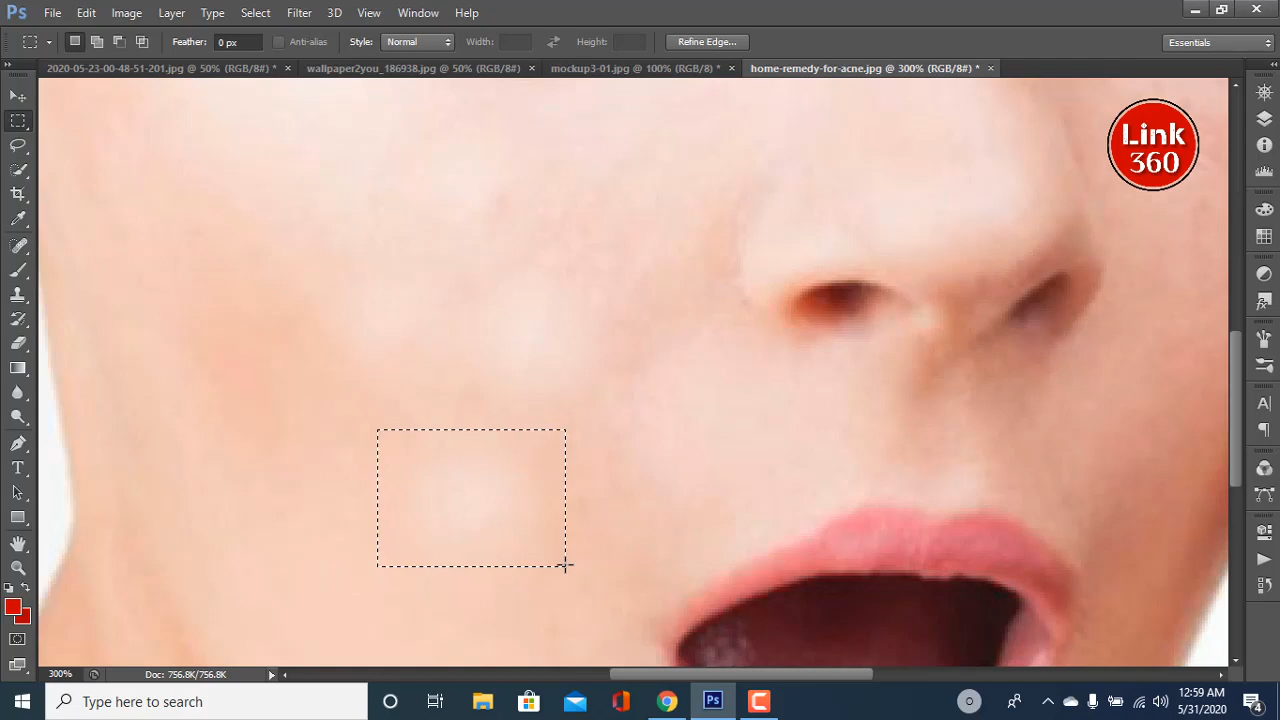 Ps File Edit Image Layer Type Select Filter 3D View Window Help
Feather: 0 px Anti-alias Style: Normal Width: Height: Refine Edge... Essentials
2020-05-23-00-48-51-201.jpg @ 50% (RGB/8#) * × wallpaper2you_186938.jpg @ 50% (RGB/8#) × mockup3-01.jpg @ 100% (RGB/8) * × home-remedy-for-acne.jpg @ 300% (RGB/8#) * ×
Link
360
300% Doc: 756.8K/756.8K
Type here to search
Ps
12:59 AM
5/31/2020
4